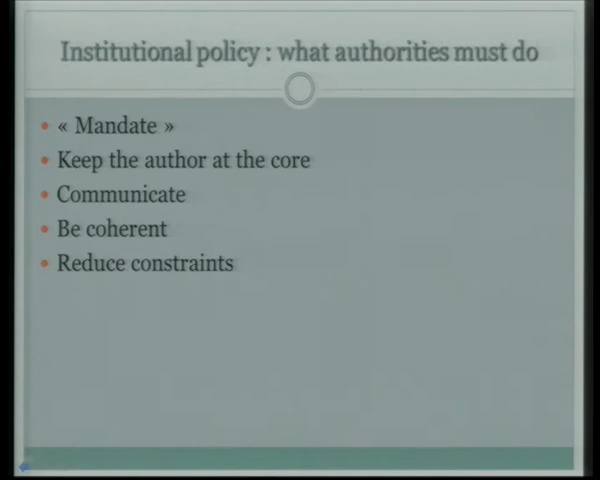 Institutional policy : what authorities must do
« Mandate »
Keep the author at the core
Communicate
Be coherent
Reduce constraints